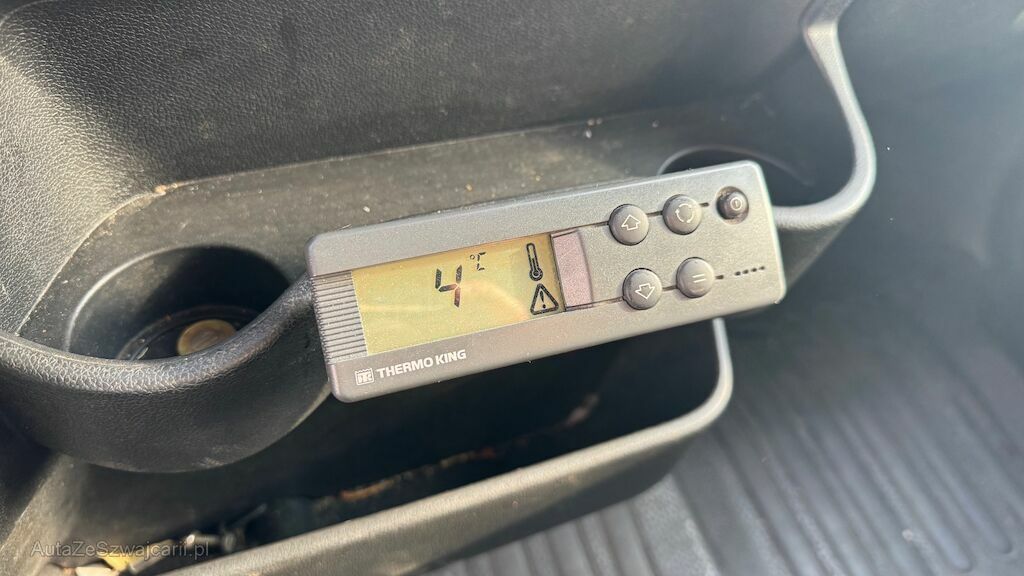 4 °C
THERMO KING
AutaZeSzwajcarii.pl